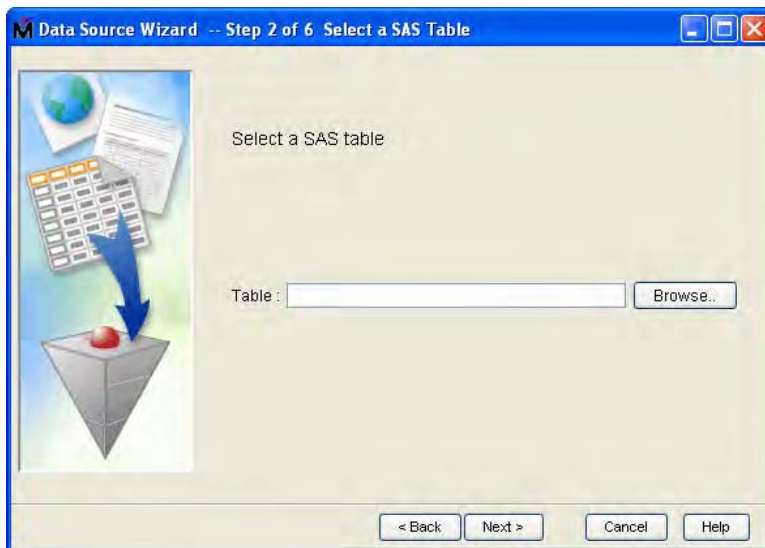 Data Source Wizard -- Step 2 of 6 Select a SAS Table
Select a SAS table
Table :
Browse..
< Back
Next >
Cancel
Help